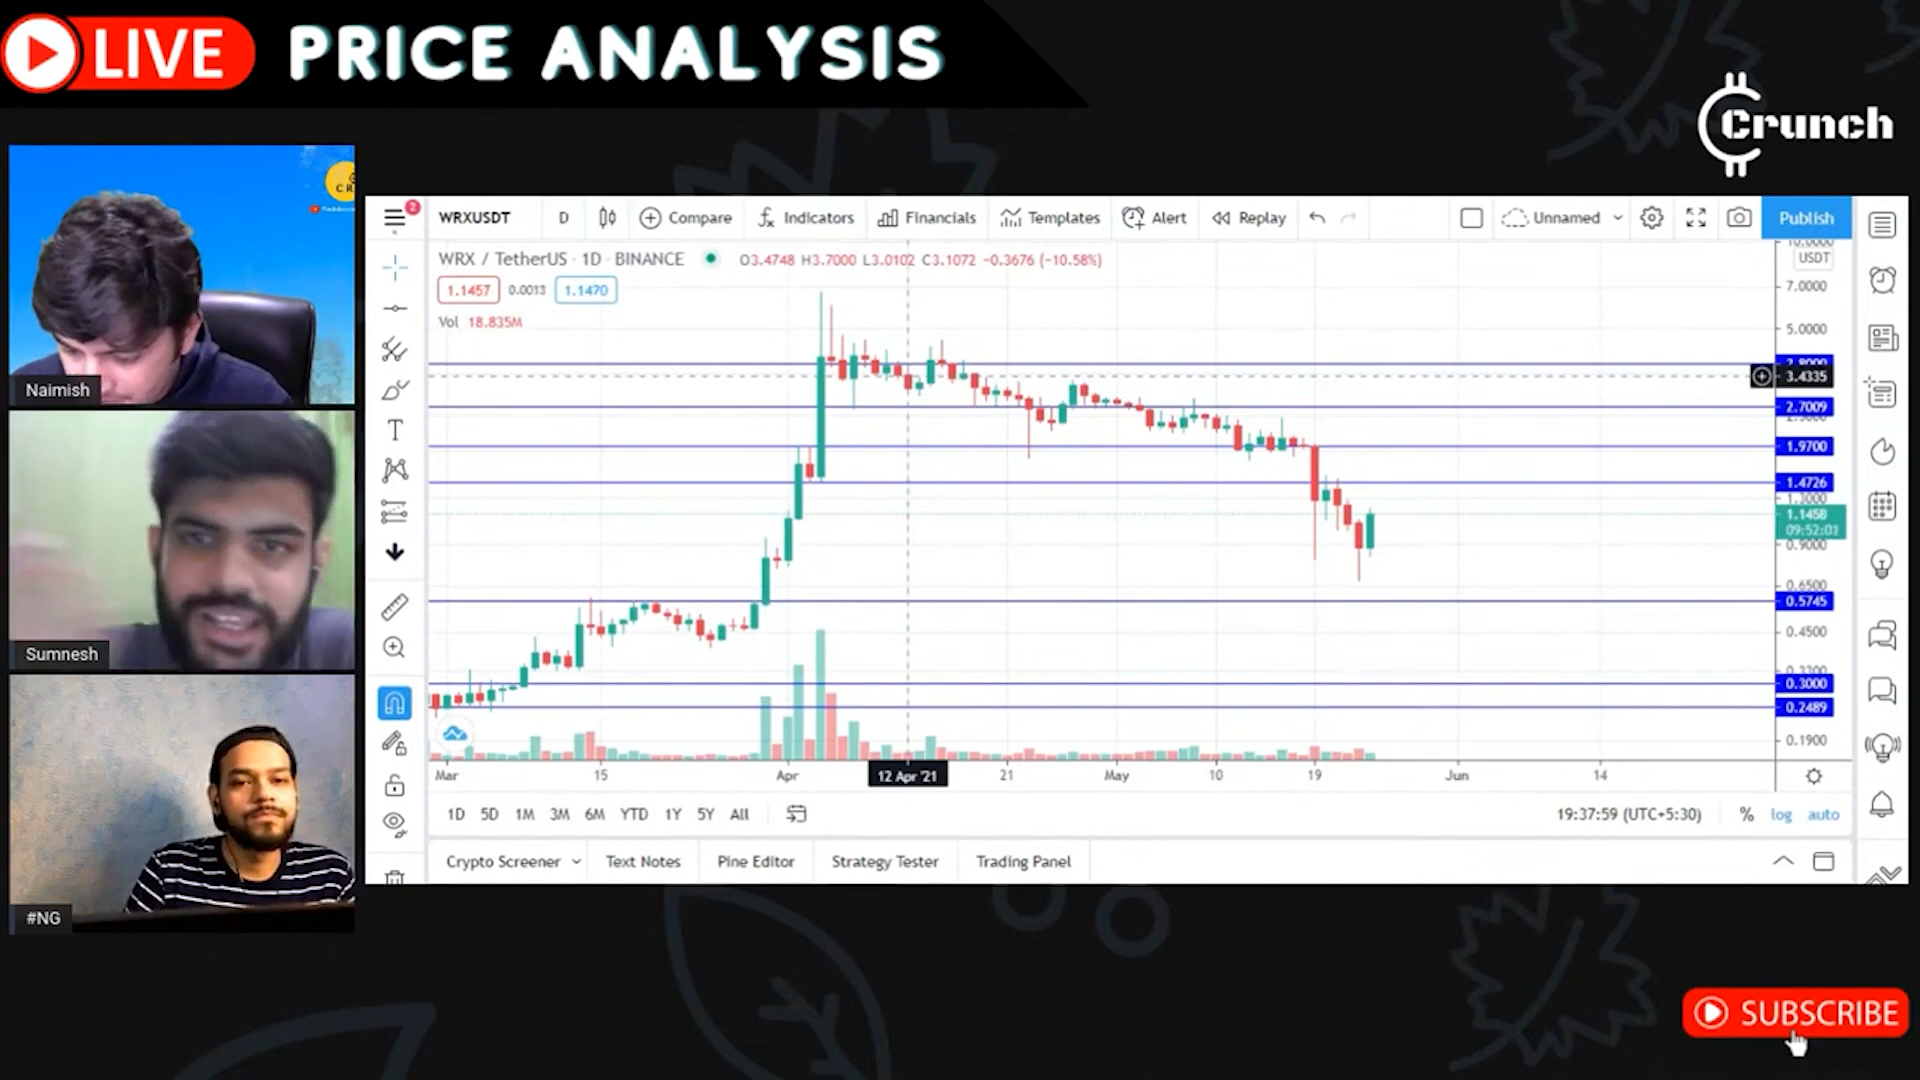 LIVE PRICE ANALYSIS
Crunch
Naimish
Sumnesh
#NG
2
WRXUSDT D Compare Indicators Financials Templates Alert Replay Unnamed Publish
WRX / TetherUS · 1D · BINANCE O3.4748 H3.7000 L3.0102 C3.1072 −0.3676 (−10.58%)
1.1457 0.0013 1.1470
Vol 18.835M
USDT
7.0000
5.0000
3.4335
2.7009
1.9700
1.4726
1.1458
09:52:01
0.9000
0.6500
0.5745
0.4500
0.3000
0.2489
0.1900
Mar 15 Apr 12 Apr '21 21 May 10 19 Jun 14
1D 5D 1M 3M 6M YTD 1Y 5Y All 19:37:59 (UTC+5:30) % log auto
Crypto Screener Text Notes Pine Editor Strategy Tester Trading Panel
SUBSCRIBE